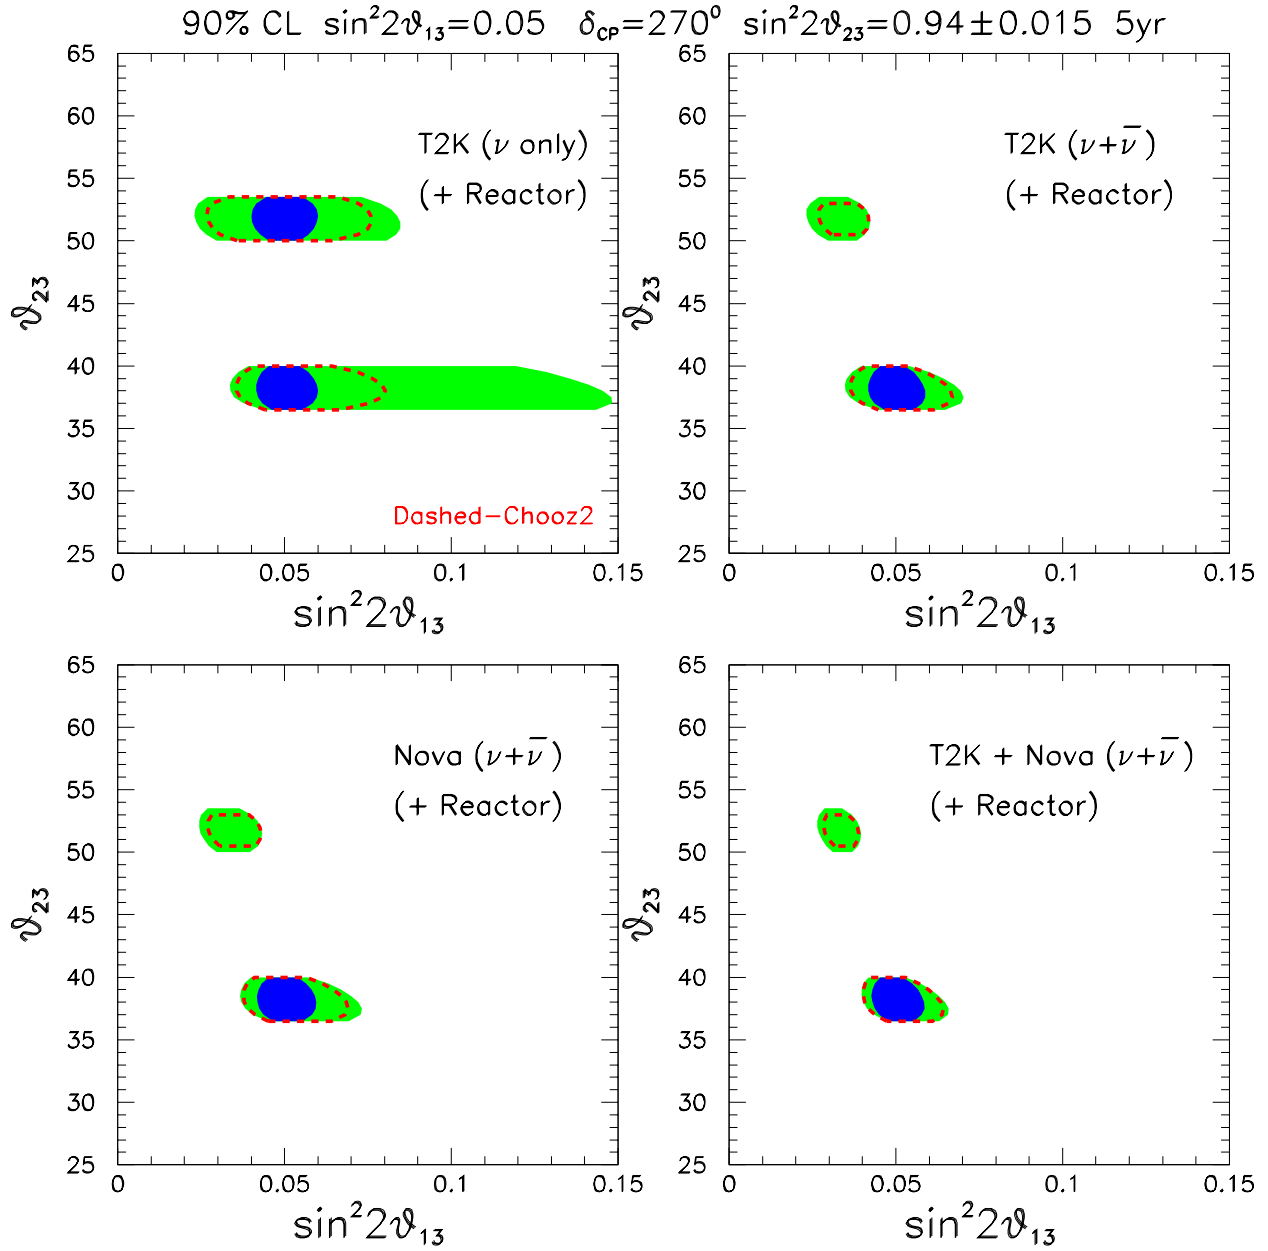 90% CL sin²2ϑ₁₃=0.05 δ_CP=270⁰ sin²2ϑ₂₃=0.94±0.015 5yr
65
60
55
50
45
40
35
30
25
ϑ₂₃
T2K (ν only)
(+ Reactor)
Dashed-Chooz2
0 0.05 0.1 0.15
sin²2ϑ₁₃
65
60
55
50
45
40
35
30
25
ϑ₂₃
T2K (ν+ν̅)
(+ Reactor)
0 0.05 0.1 0.15
sin²2ϑ₁₃
65
60
55
50
45
40
35
30
25
ϑ₂₃
Nova (ν+ν̅)
(+ Reactor)
0 0.05 0.1 0.15
sin²2ϑ₁₃
65
60
55
50
45
40
35
30
25
ϑ₂₃
T2K + Nova (ν+ν̅)
(+ Reactor)
0 0.05 0.1 0.15
sin²2ϑ₁₃